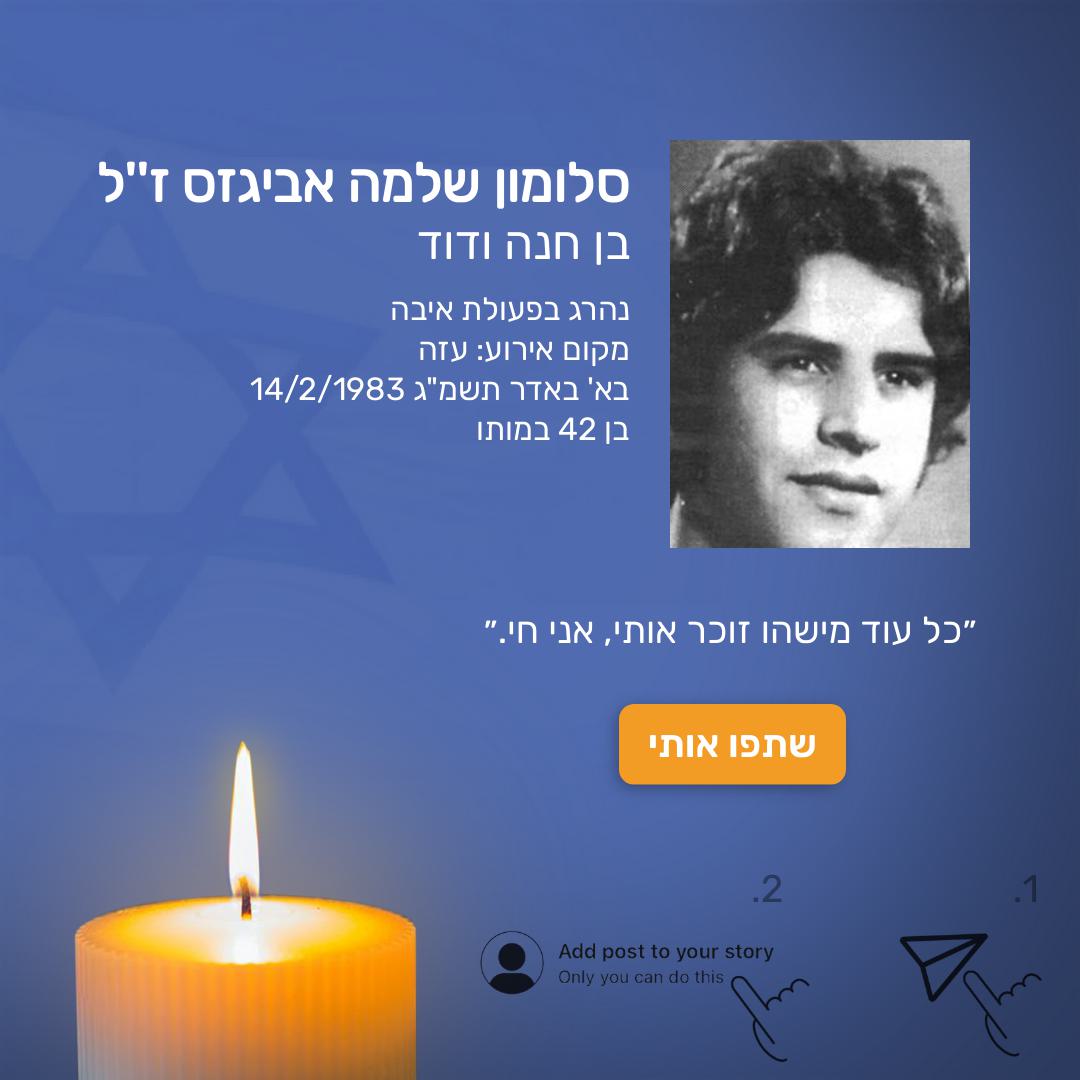 סלומון שלמה אביגזס ז''ל
בן חנה ודוד
נהרג בפעולת איבה
מקום אירוע: עזה
בא' באדר תשמ"ג 14/2/1983
בן 42 במותו
״כל עוד מישהו זוכר אותי, אני חי.״
שתפו אותי
1.
2.
Add post to your story
Only you can do this